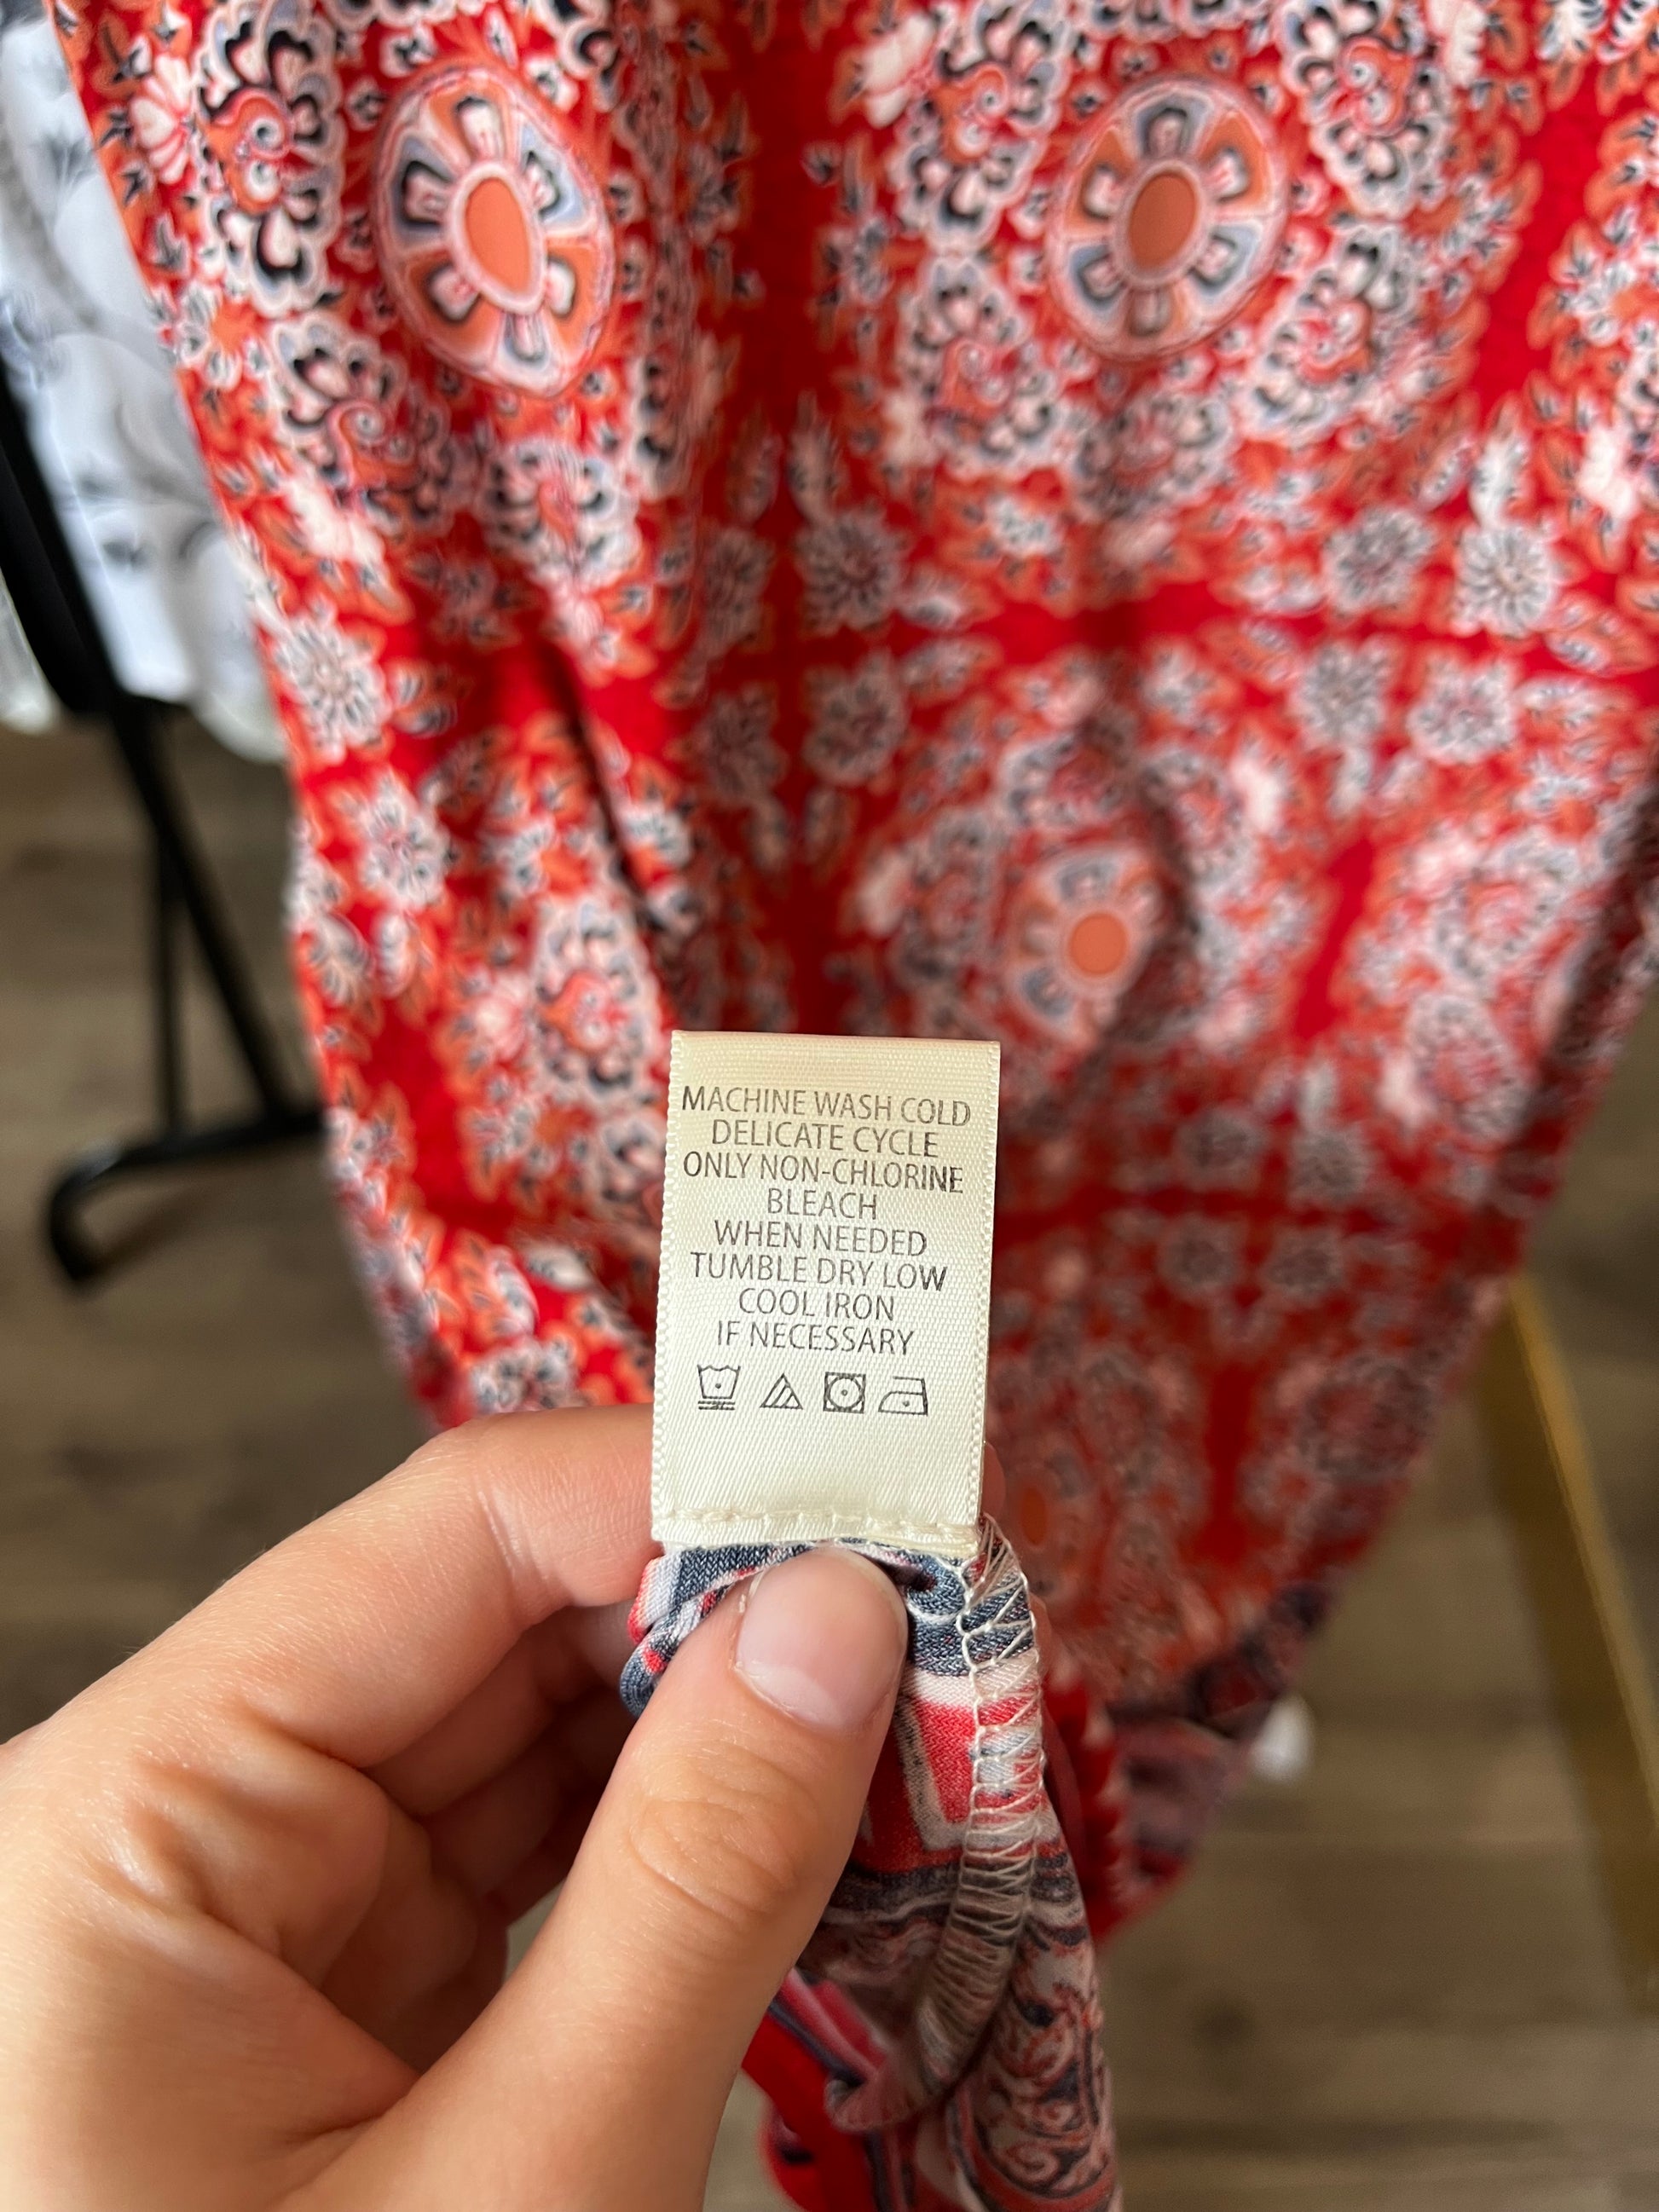 MACHINE WASH COLD
DELICATE CYCLE
ONLY NON-CHLORINE
BLEACH
WHEN NEEDED
TUMBLE DRY LOW
COOL IRON
IF NECESSARY